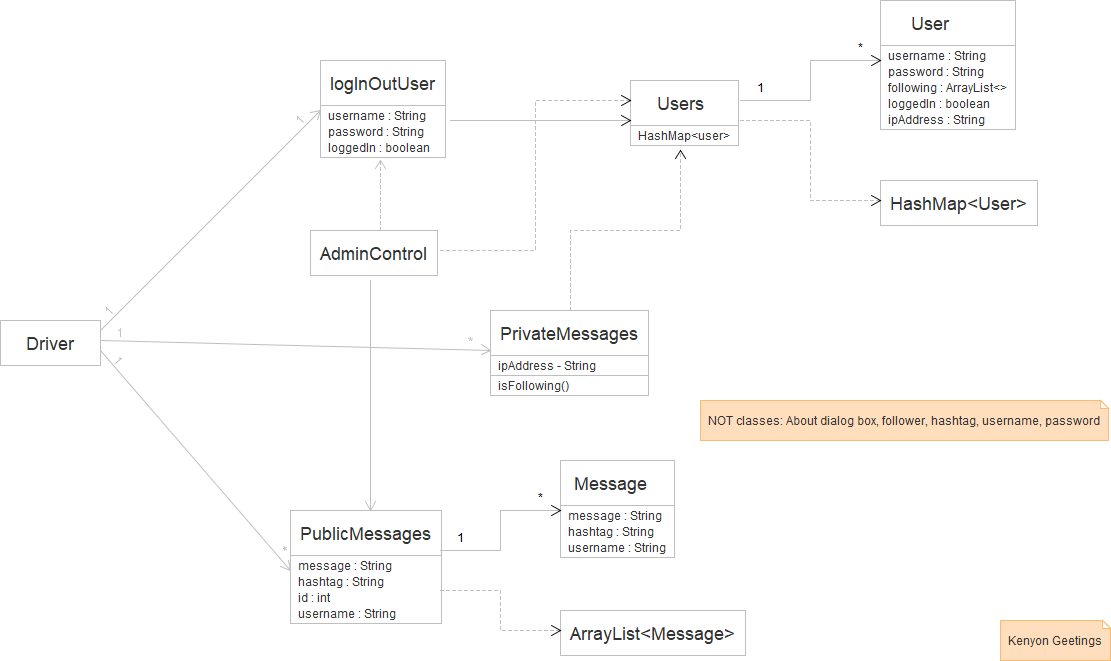 User
username : String
password : String
following : ArrayList<>
loggedIn : boolean
ipAddress : String
*
1
logInOutUser
username : String
password : String
loggedIn : boolean
Users
HashMap<user>
HashMap<User>
AdminControl
1
1
Driver
1
*
1
*
PrivateMessages
ipAddress - String
isFollowing()
NOT classes: About dialog box, follower, hashtag, username, password
Message
message : String
hashtag : String
username : String
*
1
PublicMessages
message : String
hashtag : String
id : int
username : String
ArrayList<Message>
Kenyon Geetings